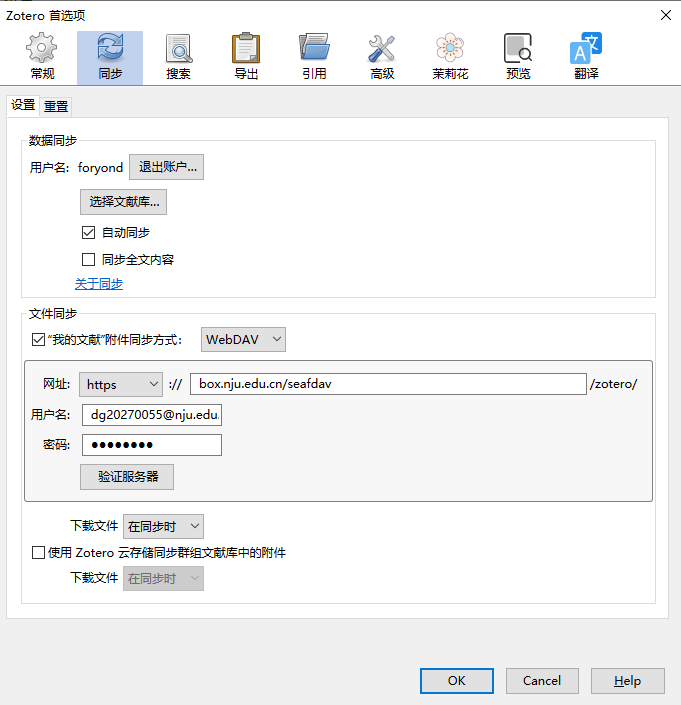 Zotero 首选项
常规 同步 搜索 导出 引用 高级 茉莉花 预览 翻译
设置 重置
数据同步
用户名: foryond 退出账户...
选择文献库...
自动同步
同步全文内容
关于同步
文件同步
“我的文献”附件同步方式: WebDAV
网址: https :// box.nju.edu.cn/seafdav /zotero/
用户名: dg20270055@nju.edu.
密码: ●●●●●●●●
验证服务器
下载文件 在同步时
使用 Zotero 云存储同步群组文献库中的附件
下载文件 在同步时
OK Cancel Help